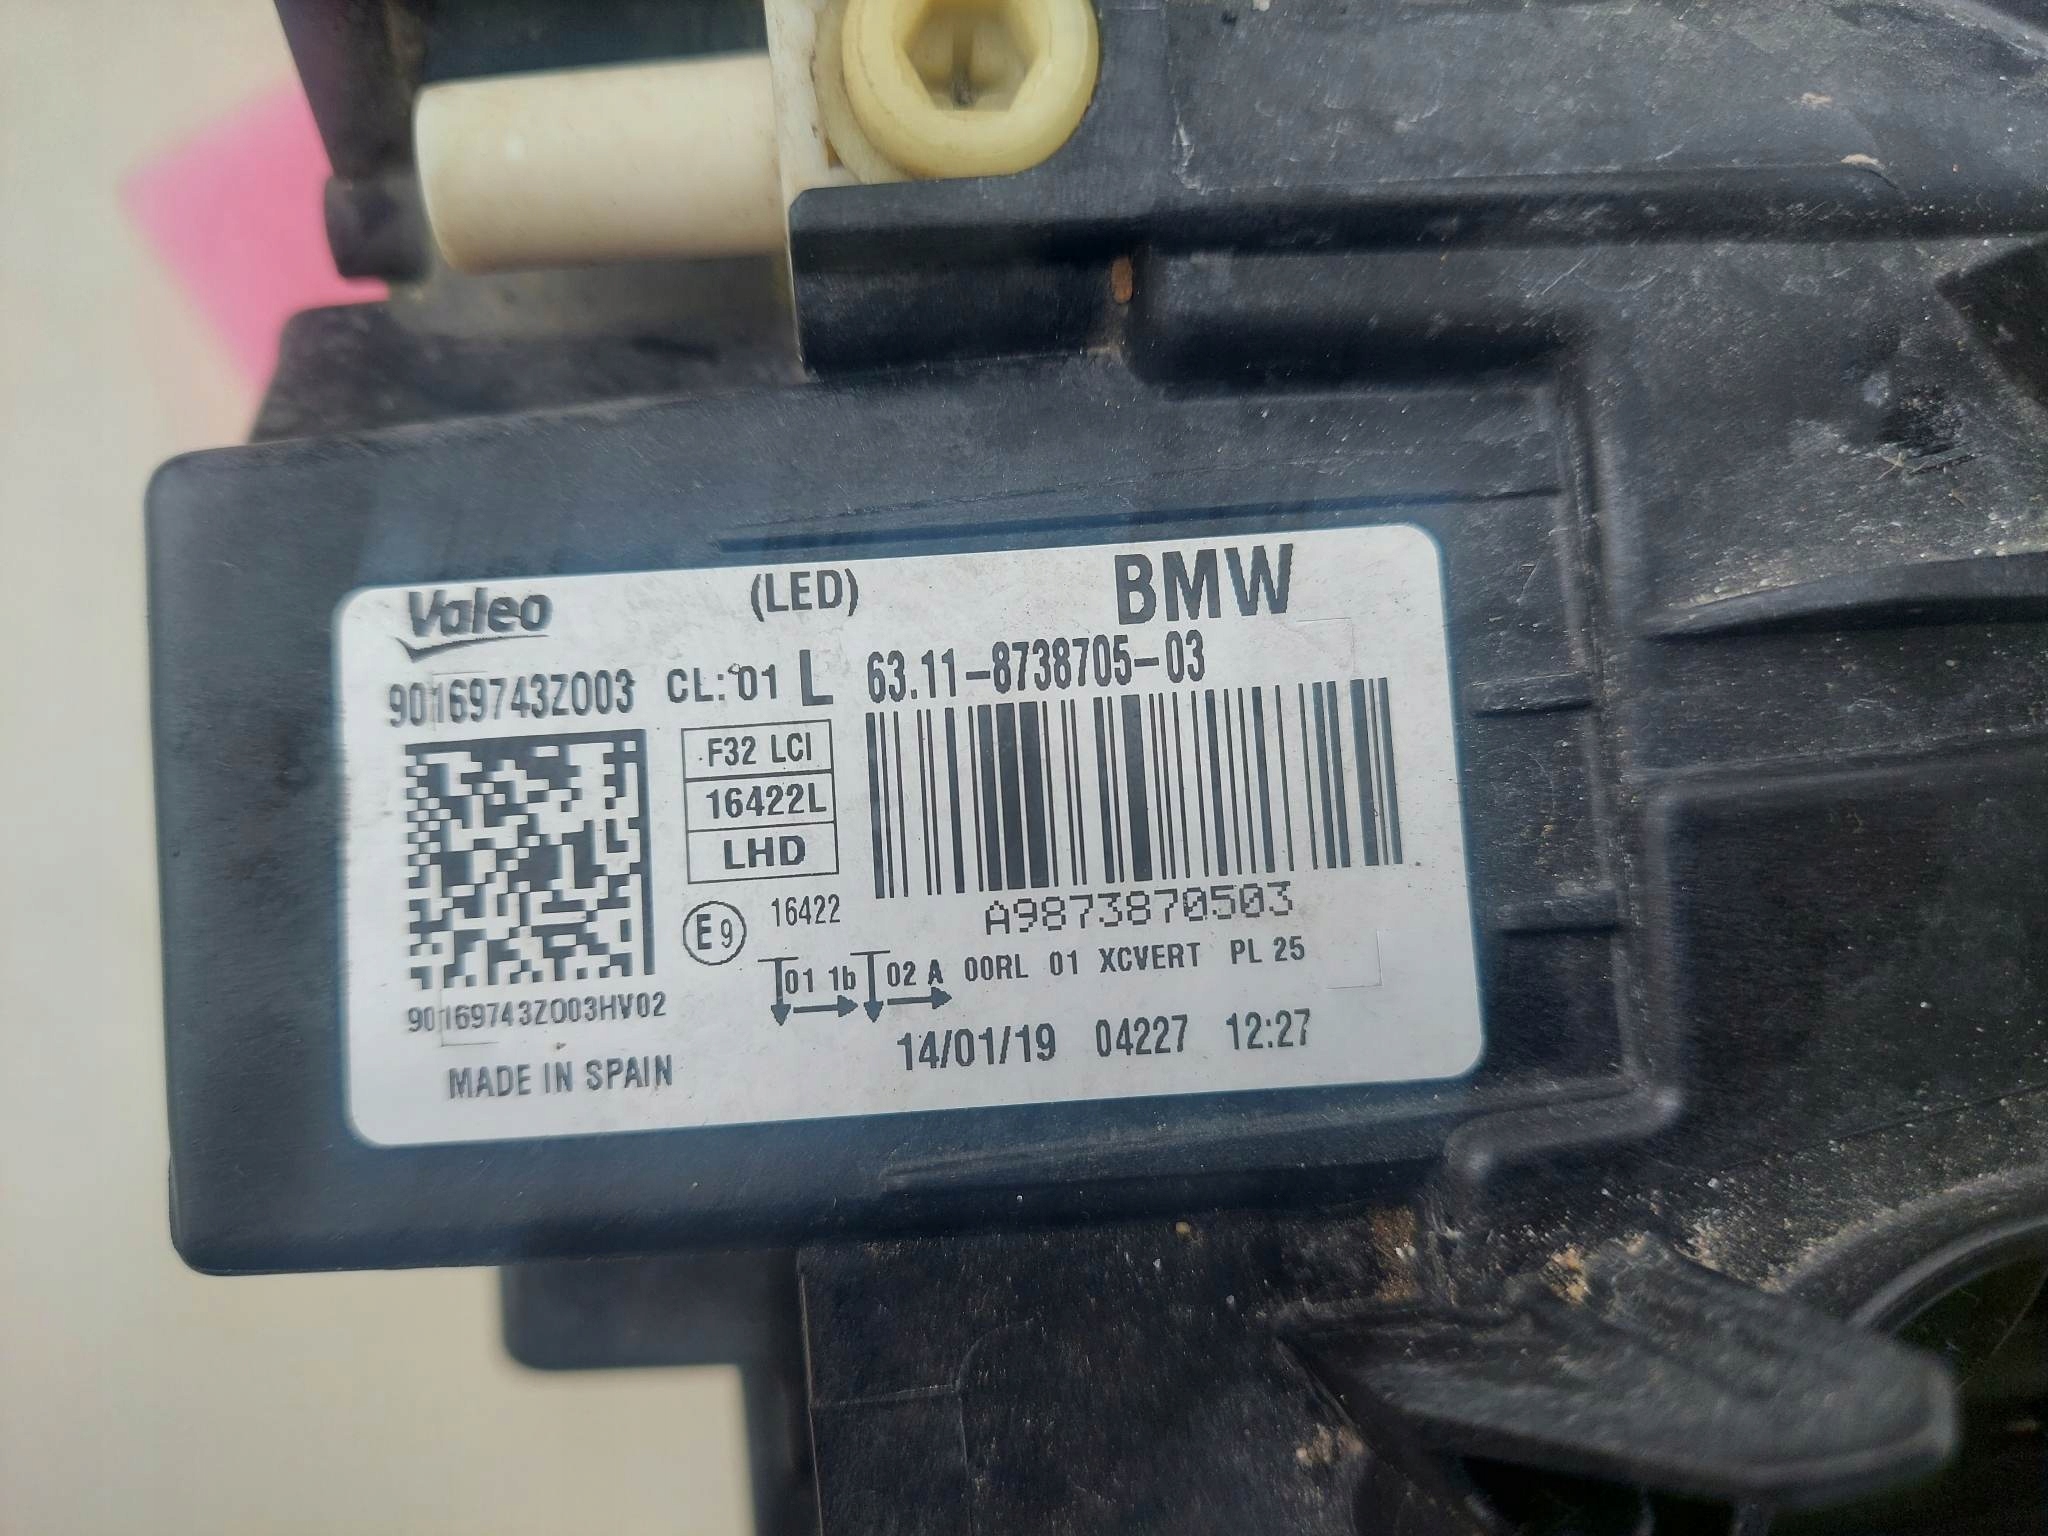 Valeo (LED) BMW
90169743Z003 CL: 01 L 63.11-8738705-03
F32 LCI
16422L
LHD
E9 16422
A9873870503
01 1b 02 A 00RL 01 XCVERT PL 25
90169743Z003HV02
14/01/19 04227 12:27
MADE IN SPAIN